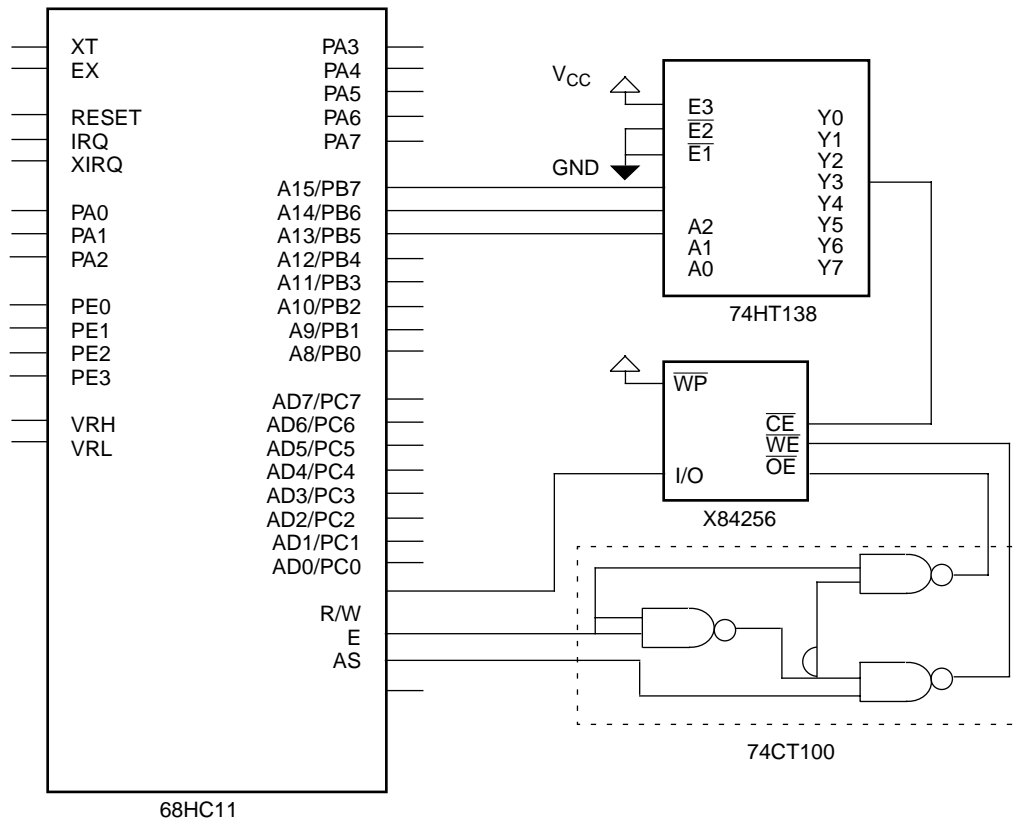 XT
EX
RESET
IRQ
XIRQ
PA0
PA1
PA2
PE0
PE1
PE2
PE3
VRH
VRL
PA3
PA4
PA5
PA6
PA7
A15/PB7
A14/PB6
A13/PB5
A12/PB4
A11/PB3
A10/PB2
A9/PB1
A8/PB0
AD7/PC7
AD6/PC6
AD5/PC5
AD4/PC4
AD3/PC3
AD2/PC2
AD1/PC1
AD0/PC0
R/W
E
AS
68HC11
VCC
GND
E3
E2
E1
A2
A1
A0
Y0
Y1
Y2
Y3
Y4
Y5
Y6
Y7
74HT138
WP
I/O
CE
WE
OE
X84256
74CT100